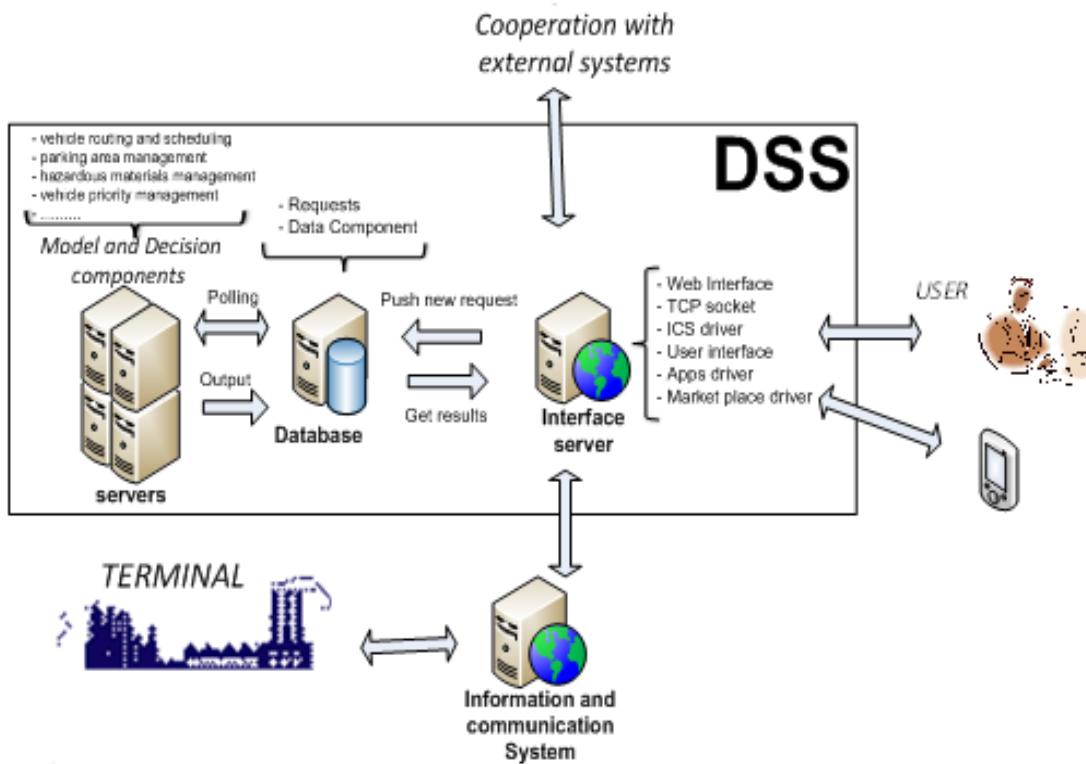 Cooperation with
external systems
DSS
- vehicle routing and scheduling
- parking area management
- hazardous materials management
- vehicle priority management
- .........
- Requests
- Data Component
Model and Decision
components
Polling
Push new request
Output
Get results
servers
Database
Interface
server
- Web Interface
- TCP socket
- ICS driver
- User interface
- Apps driver
- Market place driver
USER
TERMINAL
Information and
communication
System